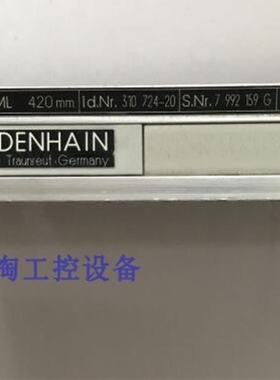 ML 420 mm Id.Nr. 310 724-20 S.Nr. 7 992 159 G
DENHAIN
Traunreut · Germany
陶工控设备